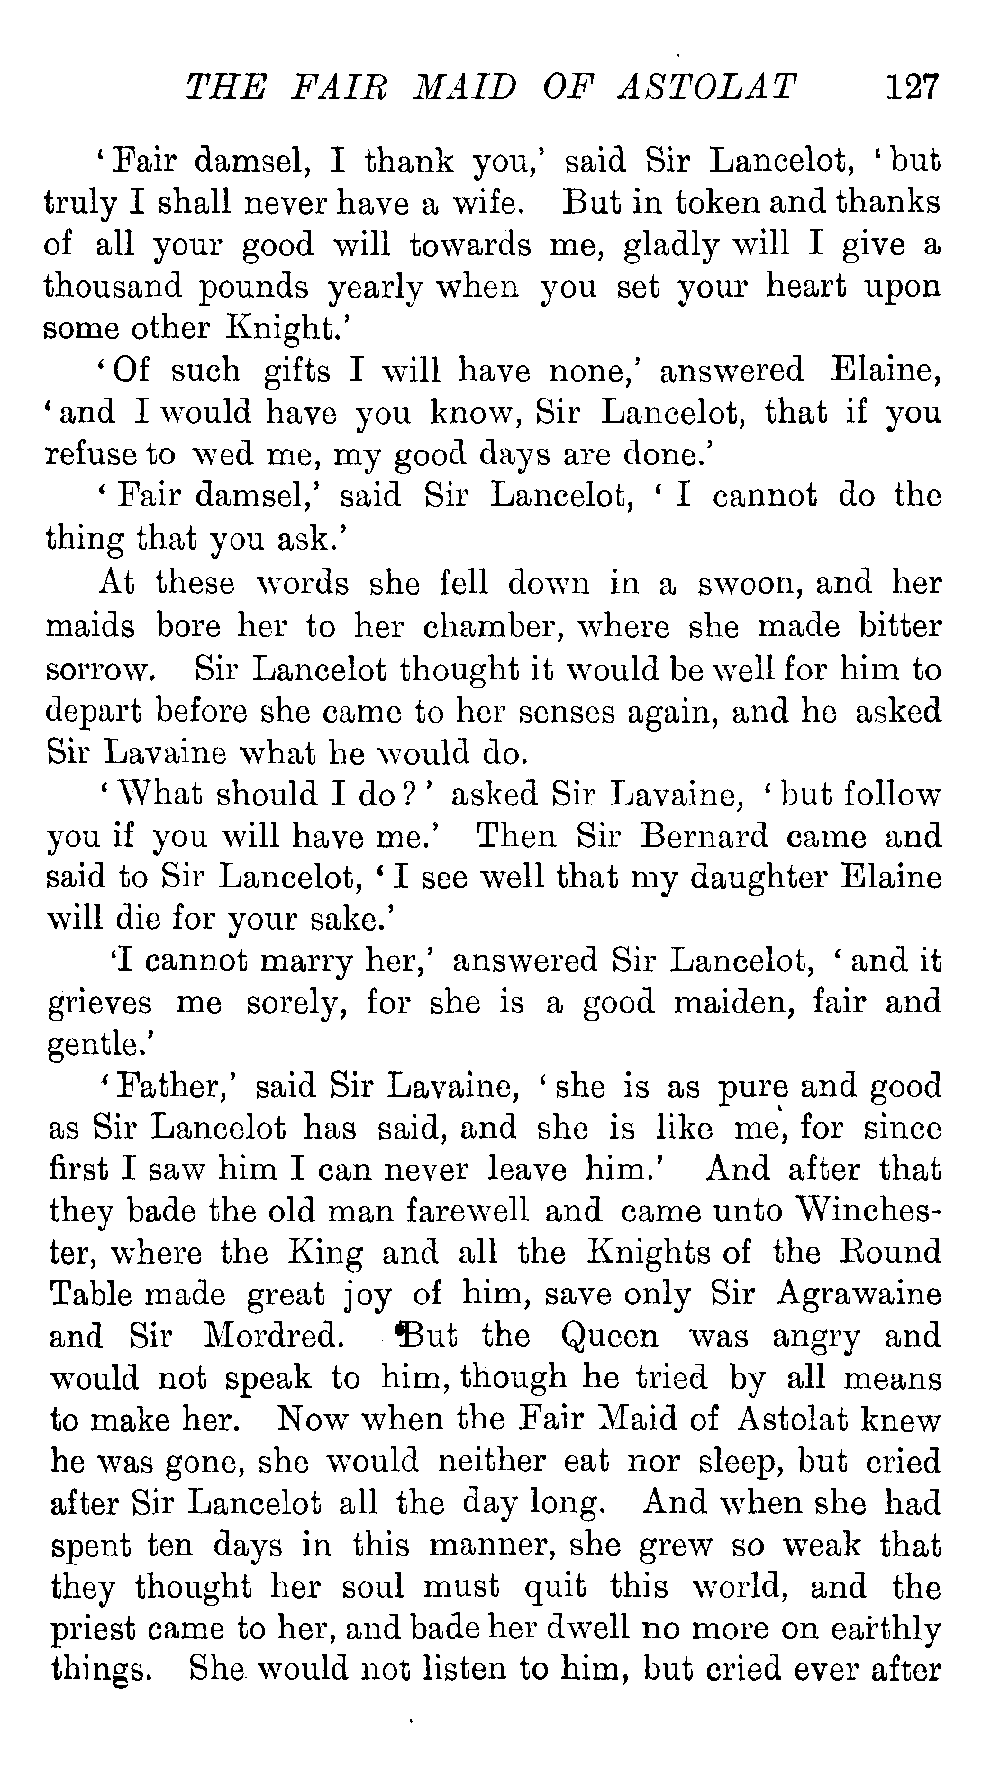 THE FAIR MAID OF ASTOLAT 127
‘Fair damsel, I thank you,’ said Sir Lancelot, ‘but
truly I shall never have a wife. But in token and thanks
of all your good will towards me, gladly will I give a
thousand pounds yearly when you set your heart upon
some other Knight.’
‘Of such gifts I will have none,’ answered Elaine,
‘and I would have you know, Sir Lancelot, that if you
refuse to wed me, my good days are done.’
‘Fair damsel,’ said Sir Lancelot, ‘I cannot do the
thing that you ask.’
At these words she fell down in a swoon, and her
maids bore her to her chamber, where she made bitter
sorrow. Sir Lancelot thought it would be well for him to
depart before she came to her senses again, and he asked
Sir Lavaine what he would do.
‘What should I do?’ asked Sir Lavaine, ‘but follow
you if you will have me.’ Then Sir Bernard came and
said to Sir Lancelot, ‘I see well that my daughter Elaine
will die for your sake.’
‘I cannot marry her,’ answered Sir Lancelot, ‘and it
grieves me sorely, for she is a good maiden, fair and
gentle.’
‘Father,’ said Sir Lavaine, ‘she is as pure and good
as Sir Lancelot has said, and she is like me, for since
first I saw him I can never leave him.’ And after that
they bade the old man farewell and came unto Winches-
ter, where the King and all the Knights of the Round
Table made great joy of him, save only Sir Agrawaine
and Sir Mordred. But the Queen was angry and
would not speak to him, though he tried by all means
to make her. Now when the Fair Maid of Astolat knew
he was gone, she would neither eat nor sleep, but cried
after Sir Lancelot all the day long. And when she had
spent ten days in this manner, she grew so weak that
they thought her soul must quit this world, and the
priest came to her, and bade her dwell no more on earthly
things. She would not listen to him, but cried ever after